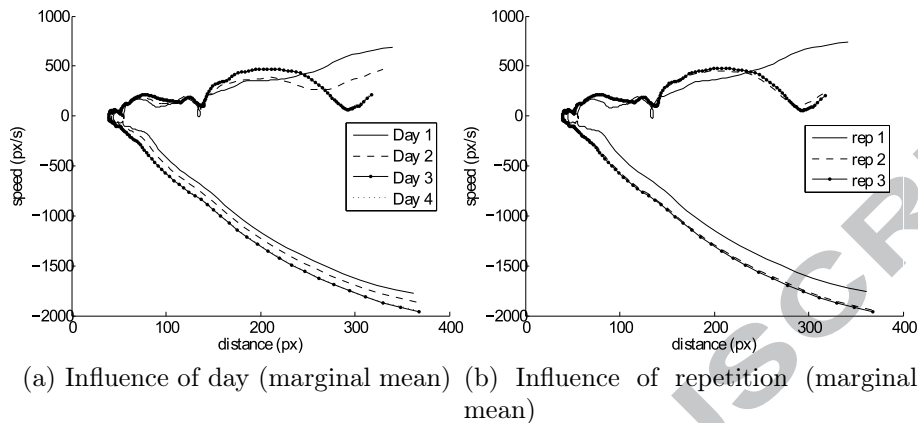 1000
500
0
−500
−1000
−1500
−2000
speed (px/s)
0 100 200 300 400
distance (px)
Day 1
Day 2
Day 3
Day 4
(a) Influence of day (marginal mean)
1000
500
0
−500
−1000
−1500
−2000
speed (px/s)
0 100 200 300 400
distance (px)
rep 1
rep 2
rep 3
(b) Influence of repetition (marginal
mean)
ISCR